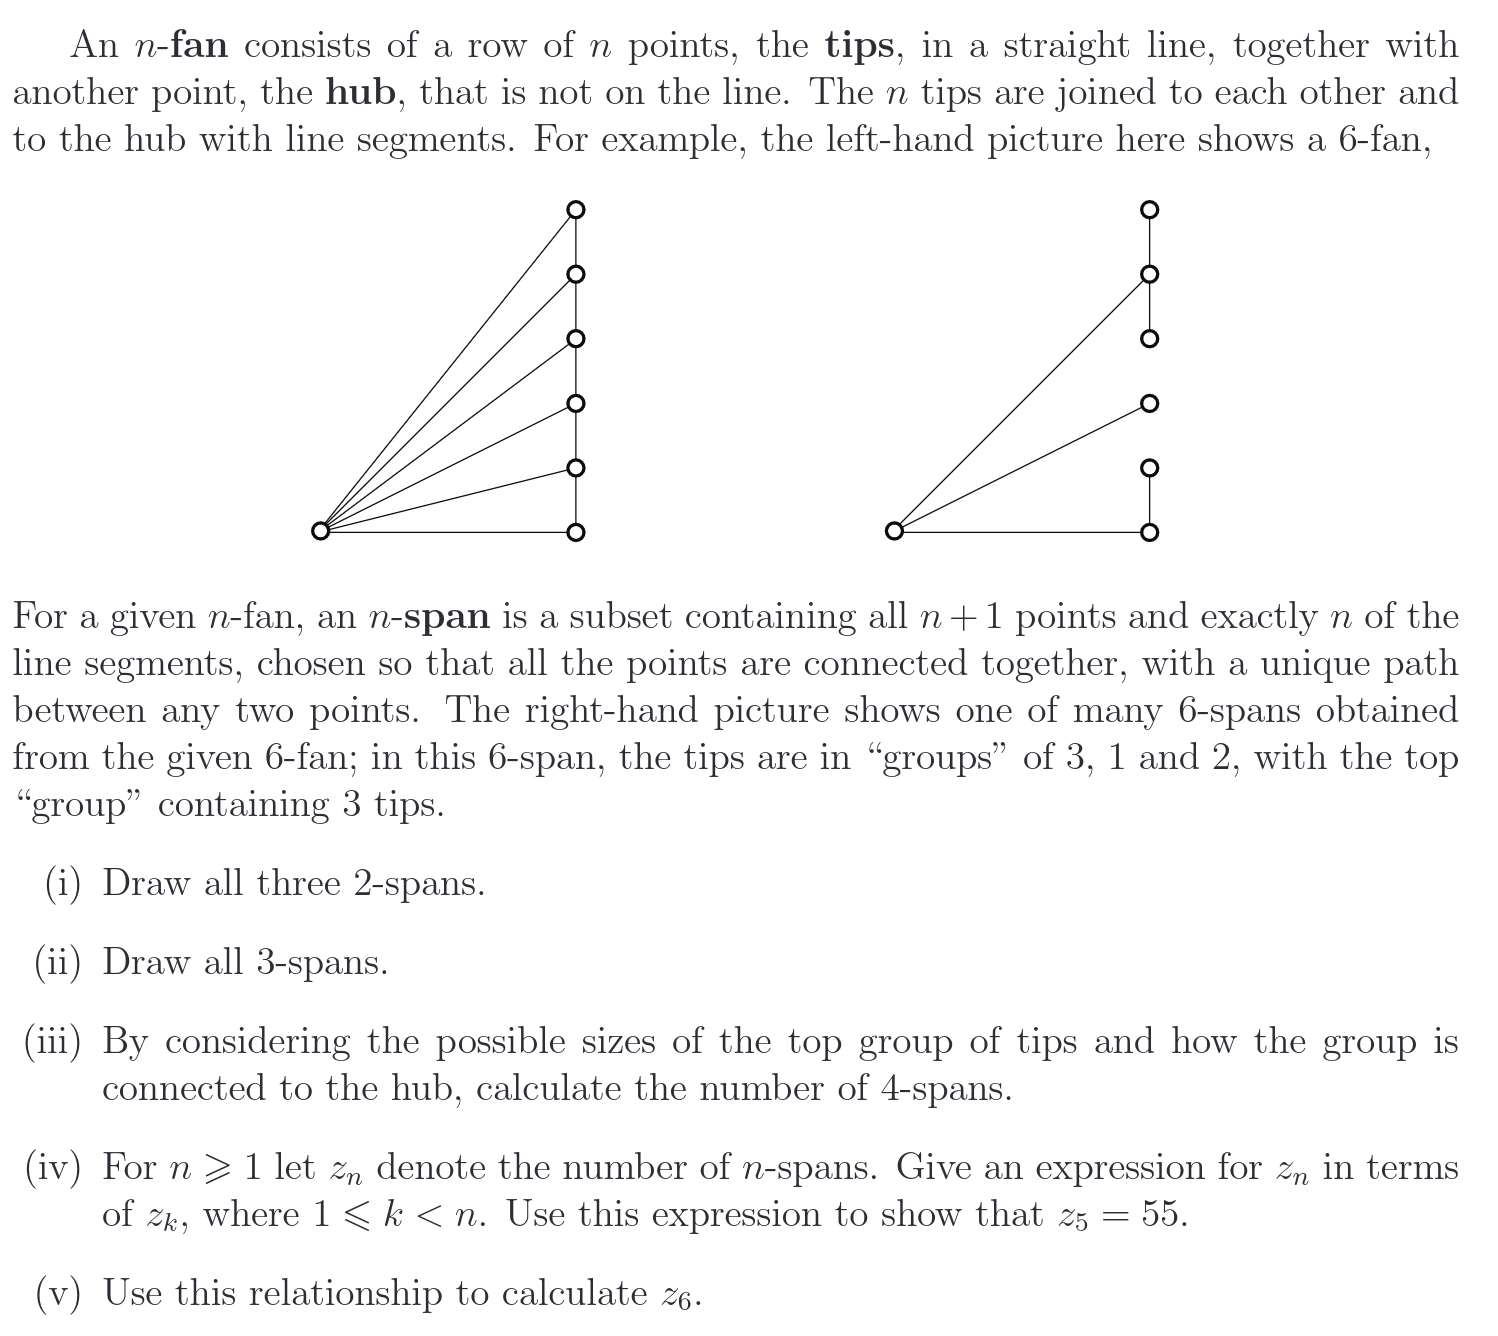 An n-fan consists of a row of n points, the tips, in a straight line, together with
another point, the hub, that is not on the line. The n tips are joined to each other and
to the hub with line segments. For example, the left-hand picture here shows a 6-fan,
For a given n-fan, an n-span is a subset containing all n + 1 points and exactly n of the
line segments, chosen so that all the points are connected together, with a unique path
between any two points. The right-hand picture shows one of many 6-spans obtained
from the given 6-fan; in this 6-span, the tips are in “groups” of 3, 1 and 2, with the top
“group” containing 3 tips.
(i) Draw all three 2-spans.
(ii) Draw all 3-spans.
(iii) By considering the possible sizes of the top group of tips and how the group is
connected to the hub, calculate the number of 4-spans.
(iv) For n ⩾ 1 let zₙ denote the number of n-spans. Give an expression for zₙ in terms
of zₖ, where 1 ⩽ k < n. Use this expression to show that z₅ = 55.
(v) Use this relationship to calculate z₆.